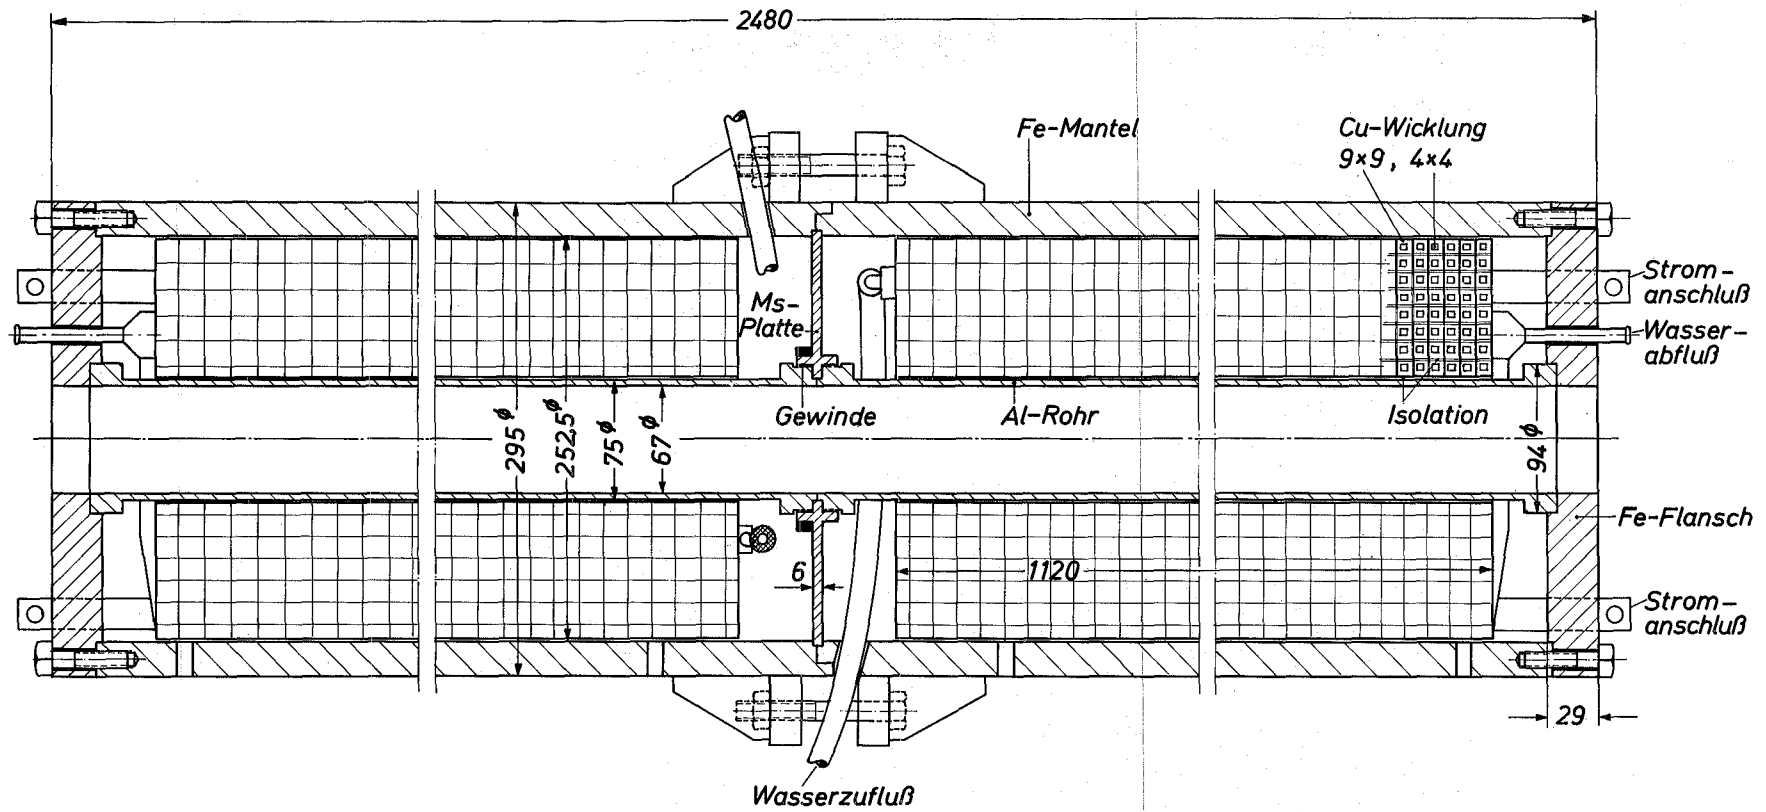 2480
Fe-Mantel
Cu-Wicklung
9×9, 4×4
Strom-
anschluß
Ms-
Platte
Wasser-
abfluß
Gewinde
Al-Rohr
Isolation
295 ϕ
252,5 ϕ
75 ϕ
67 ϕ
94 ϕ
Fe-Flansch
6
1120
Strom-
anschluß
29
Wasserzufluß